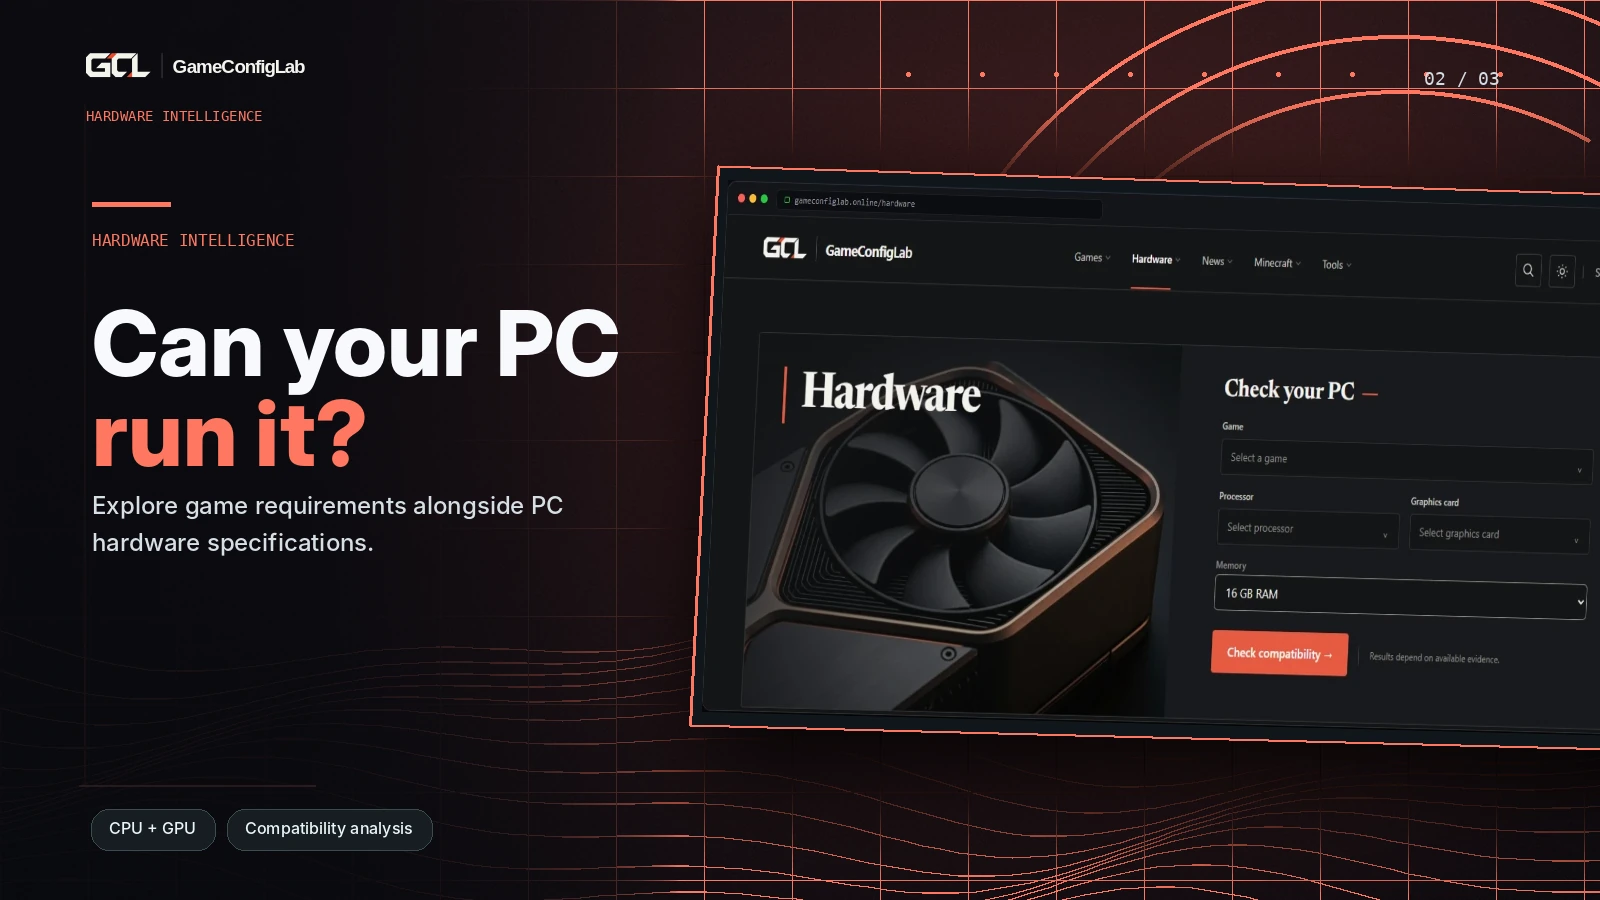 GCL GameConfigLab
HARDWARE INTELLIGENCE
02 / 03
HARDWARE INTELLIGENCE
Can your PC
run it?
Explore game requirements alongside PC
hardware specifications.
CPU + GPU
Compatibility analysis
gameconfiglab.online/hardware
GCL GameConfigLab
Games Hardware News Minecraft Tools
Hardware
Check your PC —
Game
Select a game
Processor Graphics card
Select processor Select graphics card
Memory
16 GB RAM
Check compatibility →
Results depend on available evidence.